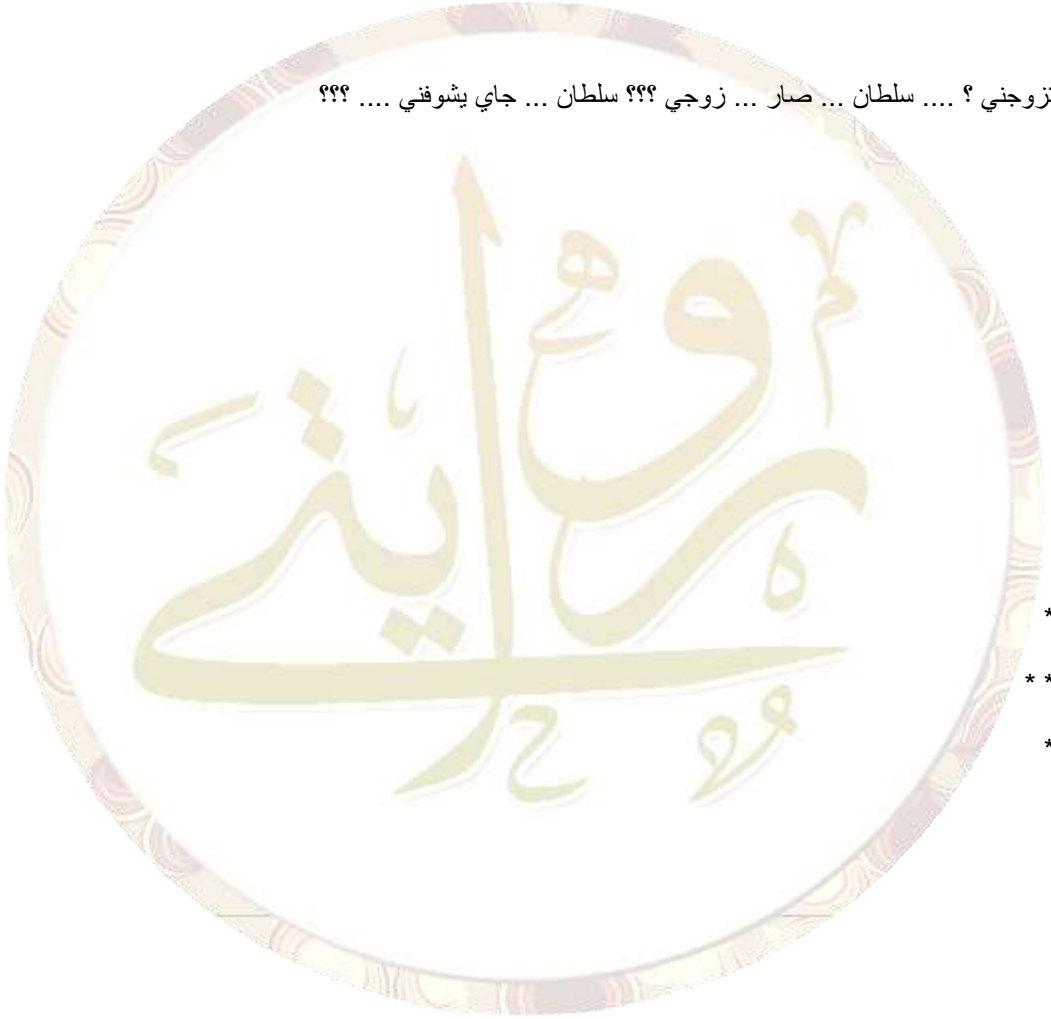 تزوجني ؟ .... سلطان ... صار ... زوجي ؟؟؟ سلطان ... جاي يشوفني .... ؟؟؟
روايتي
*
* *
*